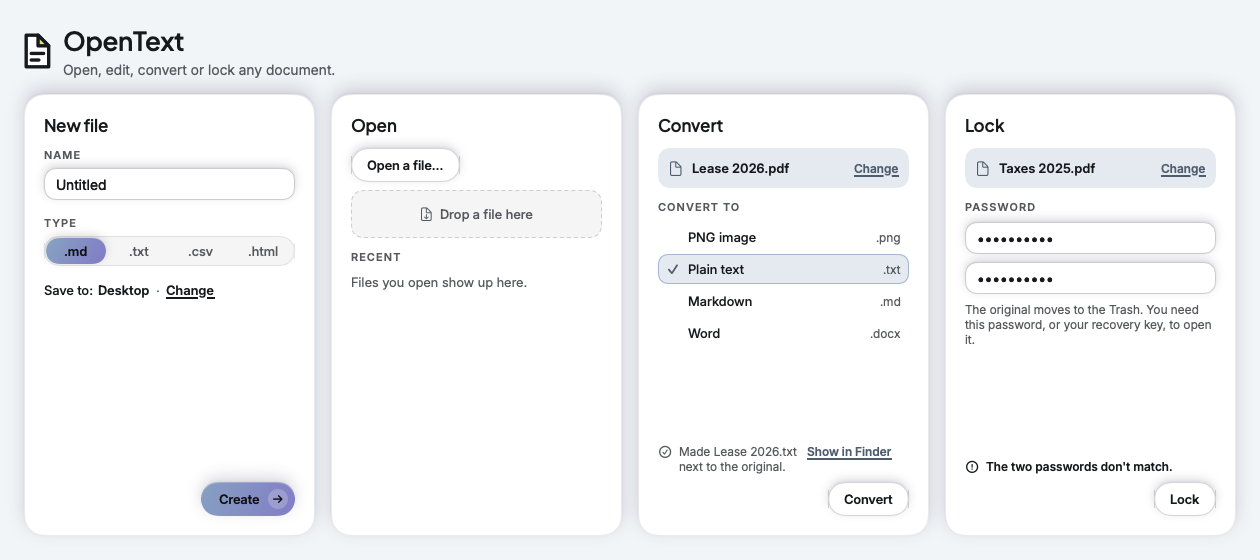 OpenText
Open, edit, convert or lock any document.
New file
NAME
Untitled
TYPE
.md .txt .csv .html
Save to: Desktop · Change
Create
Open
Open a file...
Drop a file here
RECENT
Files you open show up here.
Convert
Lease 2026.pdf Change
CONVERT TO
PNG image .png
Plain text .txt
Markdown .md
Word .docx
Made Lease 2026.txt Show in Finder
next to the original.
Convert
Lock
Taxes 2025.pdf Change
PASSWORD
••••••••••
••••••••••
The original moves to the Trash. You need
this password, or your recovery key, to open
it.
The two passwords don't match.
Lock